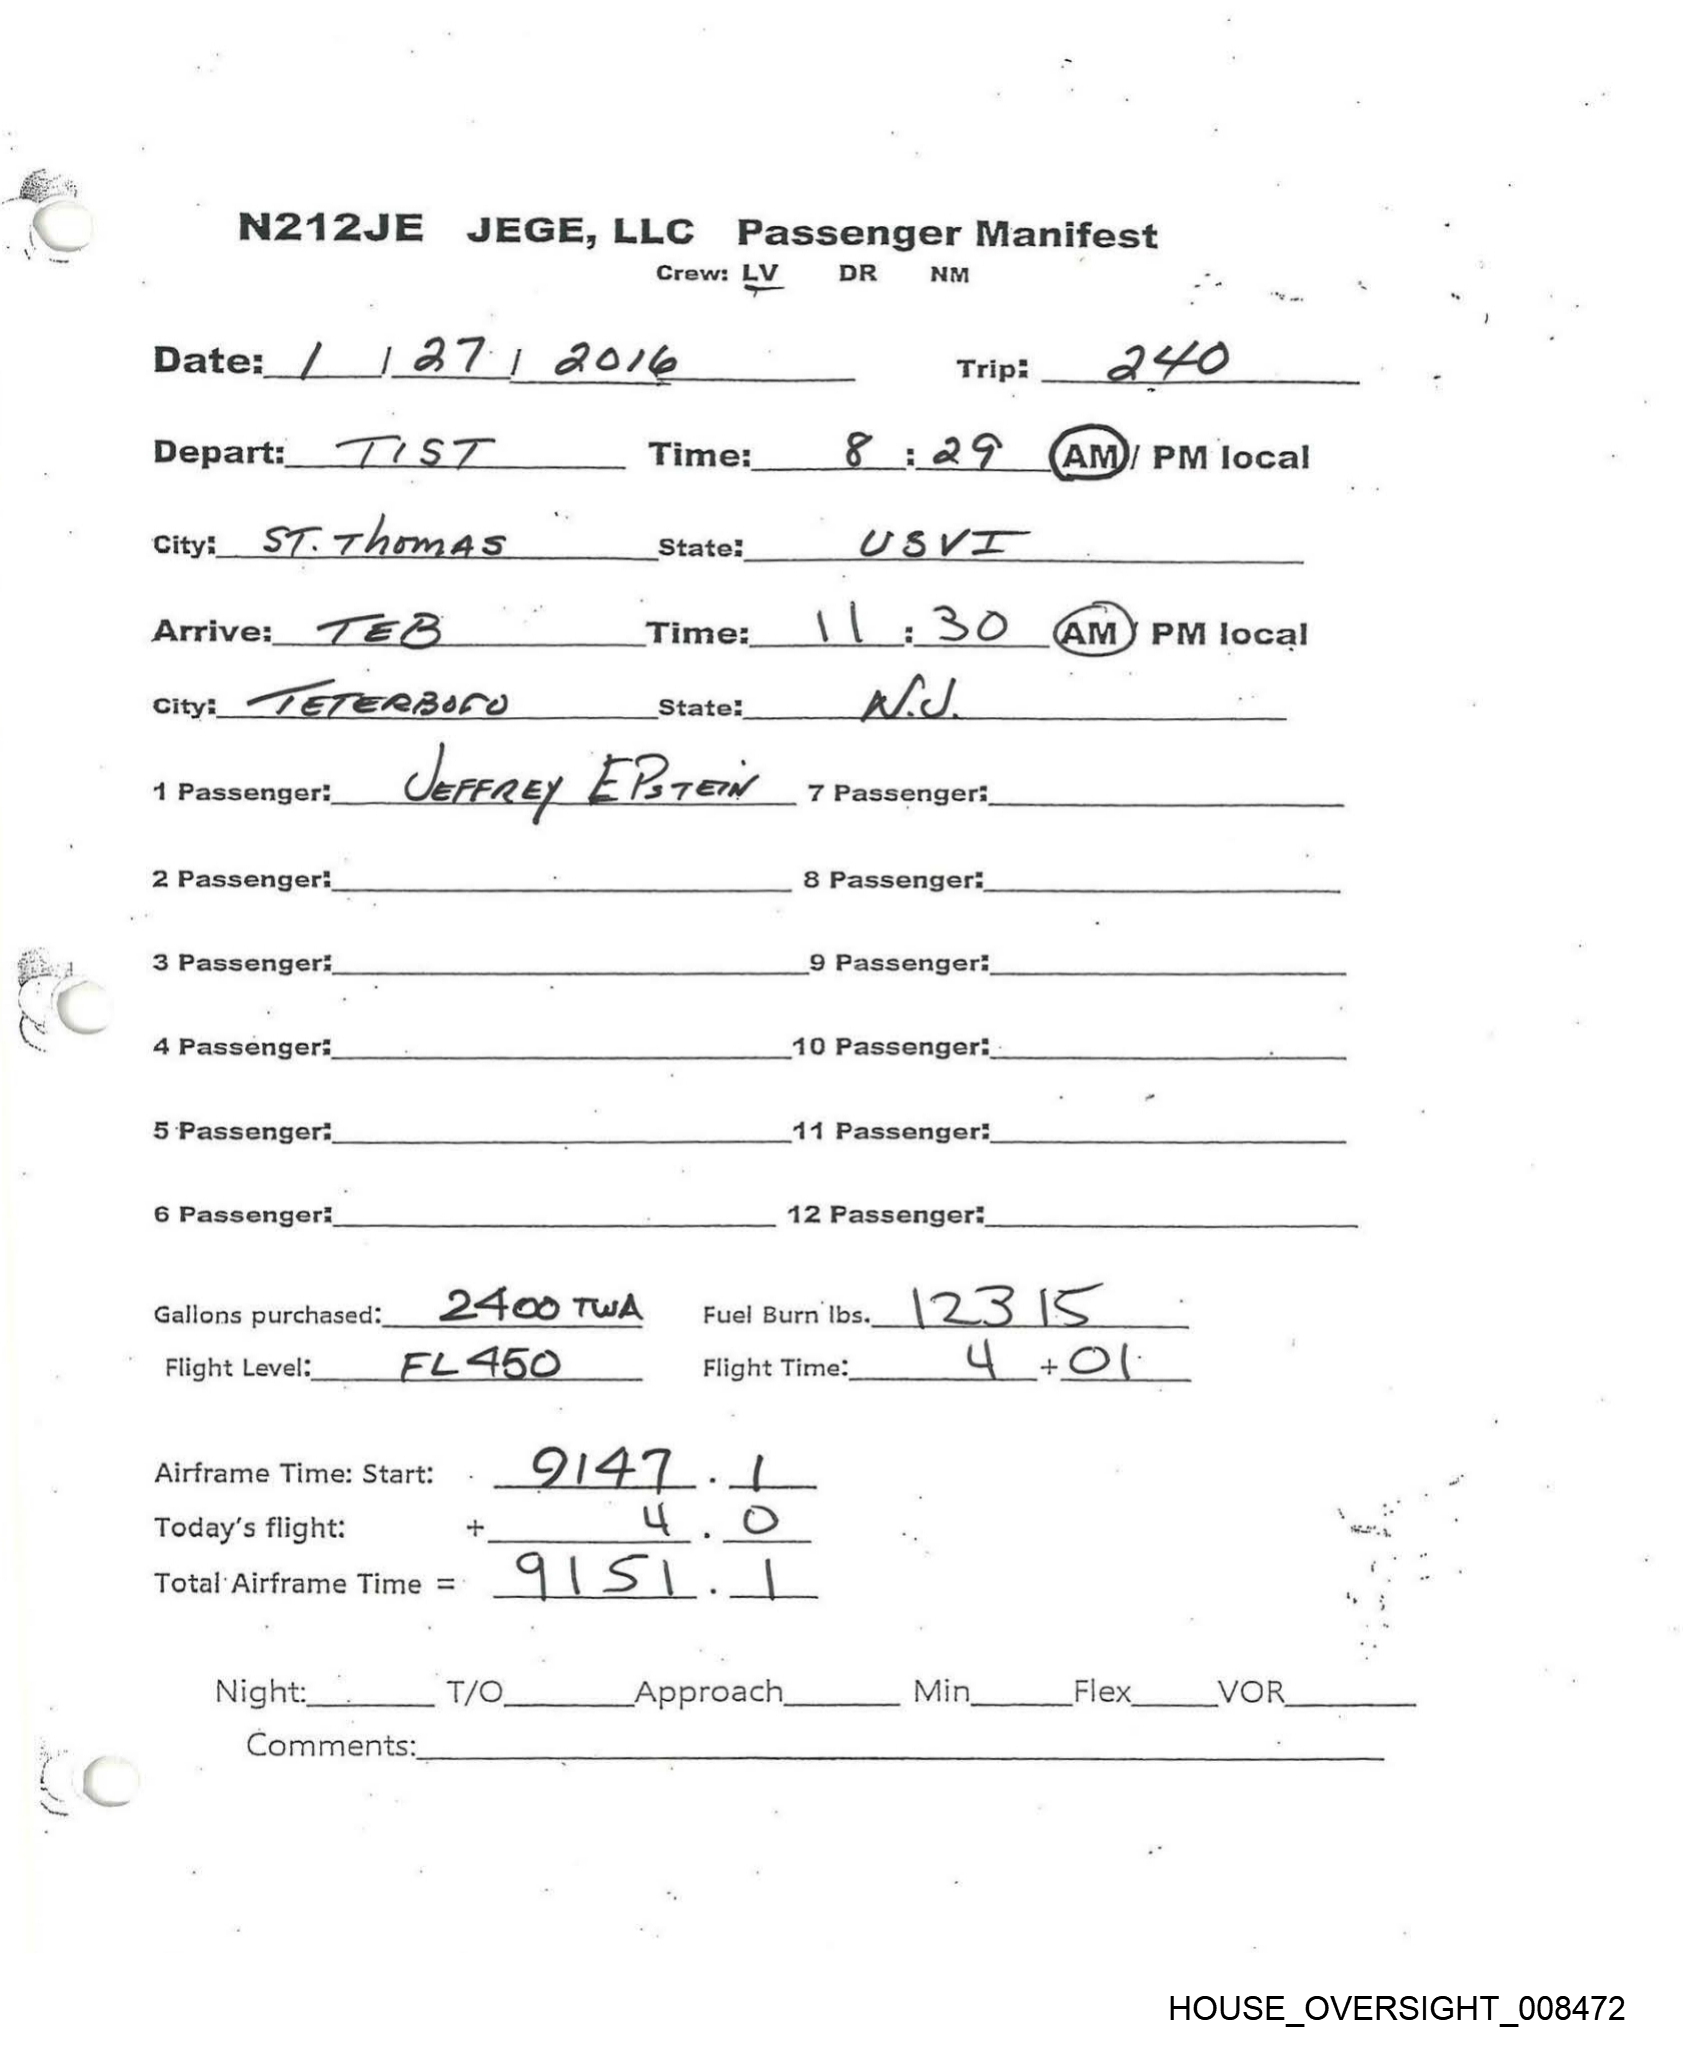 N212JE JEGE, LLC Passenger Manifest
Crew: LV DR NM
Date: 1 / 27 / 2016 Trip: 240
Depart: TIST Time: 8 : 29 AM / PM local
City: ST. Thomas State: USVI
Arrive: TEB Time: 11 : 30 AM / PM local
City: TETERBORO State: N.J.
1 Passenger: JEFFREY EPSTEIN 7 Passenger:
2 Passenger: 8 Passenger:
3 Passenger: 9 Passenger:
4 Passenger: 10 Passenger:
5 Passenger: 11 Passenger:
6 Passenger: 12 Passenger:
Gallons purchased: 2400 TWA Fuel Burn lbs. 12315
Flight Level: FL450 Flight Time: 4 + 01
Airframe Time: Start: 9147 . 1
Today's flight: + 4 . 0
Total Airframe Time = 9151 . 1
Night: T/O Approach Min Flex VOR
Comments:
HOUSE_OVERSIGHT_008472